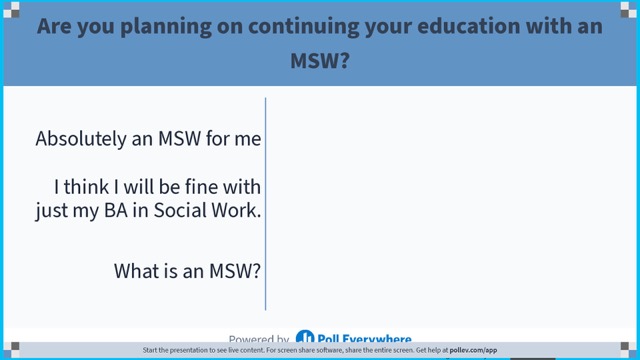 Are you planning on continuing your education with an
MSW?
Absolutely an MSW for me
I think I will be fine with
just my BA in Social Work.
What is an MSW?
Powered by Poll Everywhere
Start the presentation to see live content. For screen share software, share the entire screen. Get help at pollev.com/app